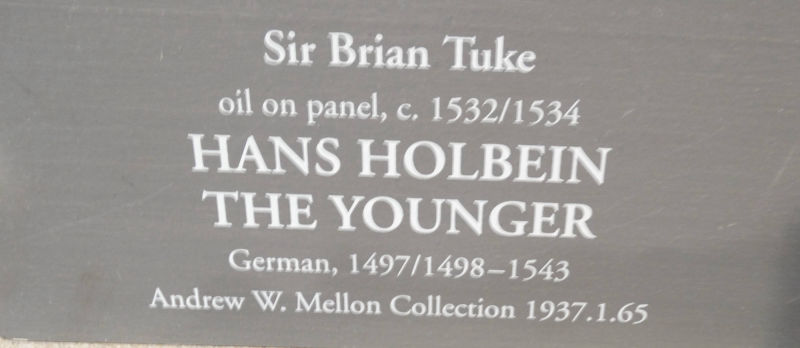 Sir Brian Tuke
oil on panel, c. 1532/1534
HANS HOLBEIN
THE YOUNGER
German, 1497/1498–1543
Andrew W. Mellon Collection 1937.1.65